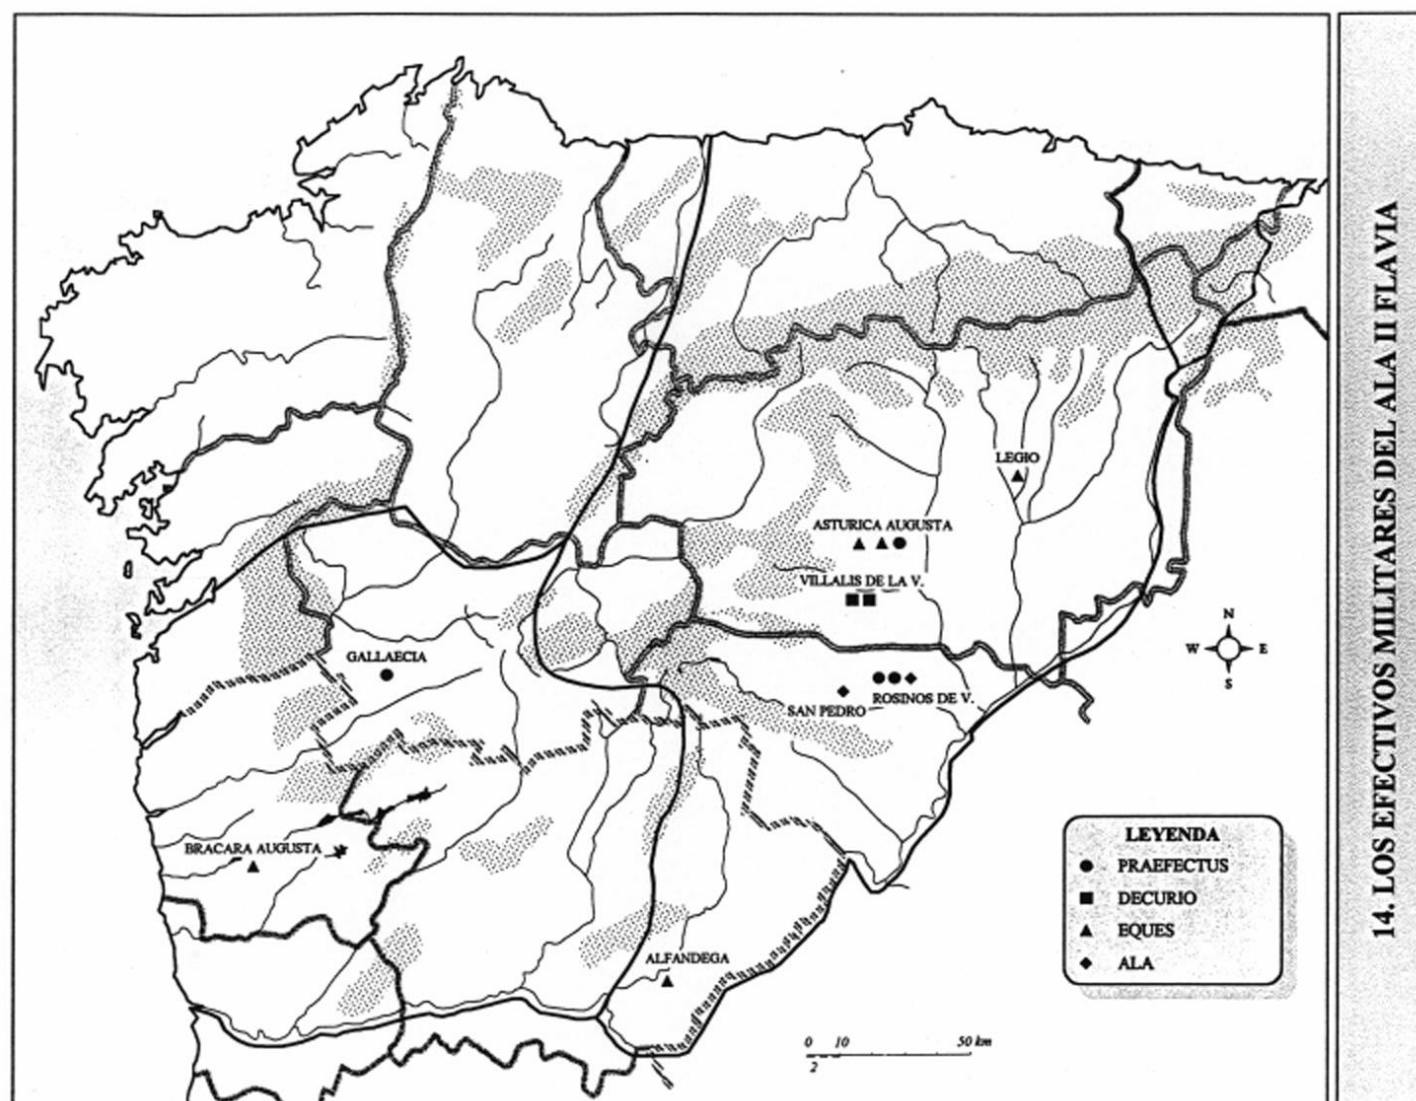 14. LOS EFECTIVOS MILITARES DEL ALA II FLAVIA
LEGIO
ASTURICA AUGUSTA
VILLALIS DE LA V.
GALLAECIA
ROSINOS DE V.
SAN PEDRO
BRACARA AUGUSTA
ALFANDEGA
N
W E
S
LEYENDA
PRAEFECTUS
DECURIO
EQUES
ALA
0 10 50 km
2